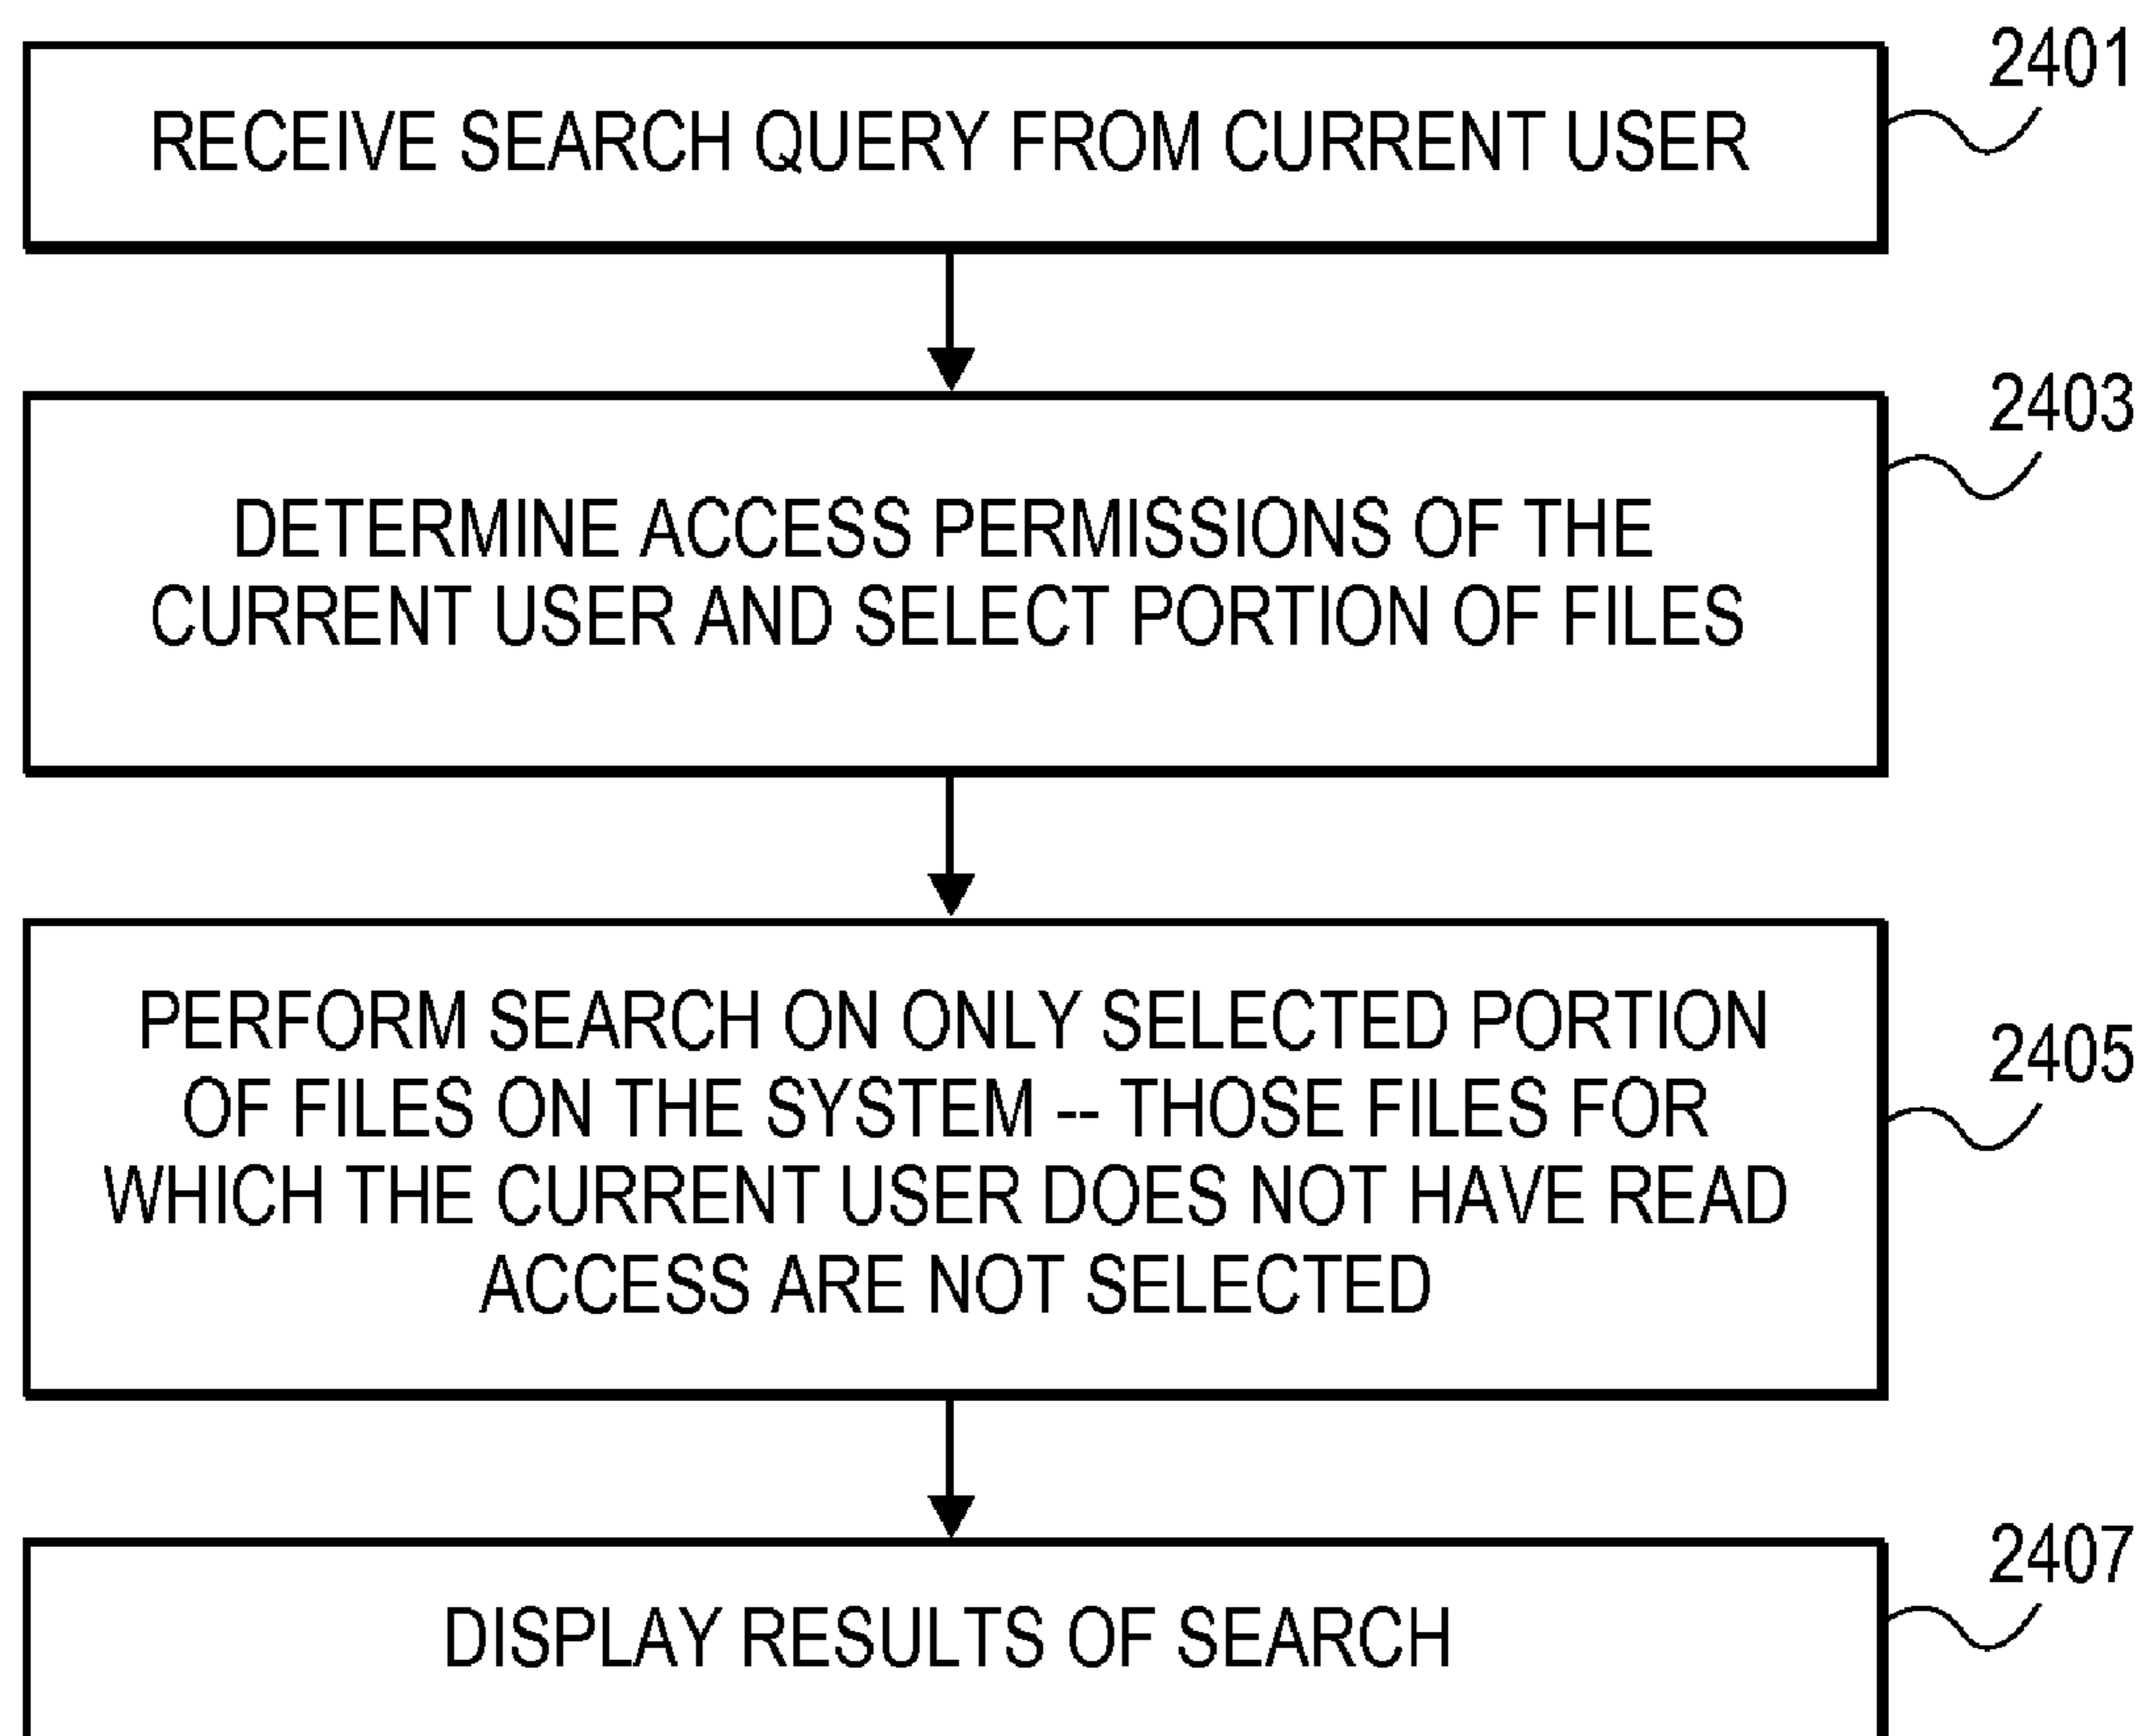 2401
RECEIVE SEARCH QUERY FROM CURRENT USER
2403
DETERMINE ACCESS PERMISSIONS OF THE
CURRENT USER AND SELECT PORTION OF FILES
PERFORM SEARCH ON ONLY SELECTED PORTION
2405
OF FILES ON THE SYSTEM -- THOSE FILES FOR
WHICH THE CURRENT USER DOES NOT HAVE READ
ACCESS ARE NOT SELECTED
2407
DISPLAY RESULTS OF SEARCH